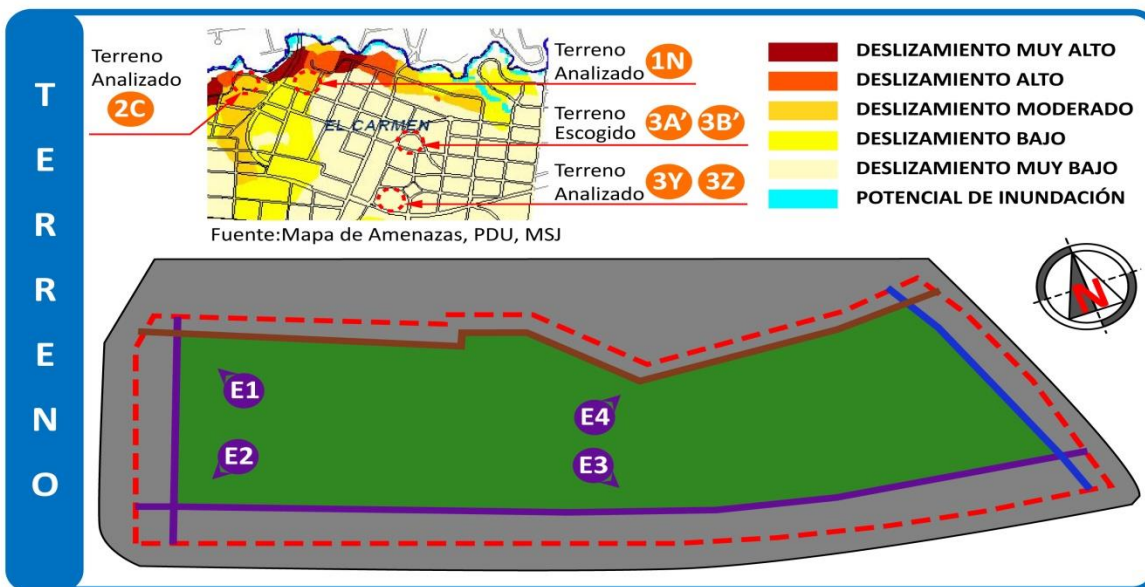 TERRENO
Terreno
Analizado
2C
EL CARMEN
Terreno
Analizado
1N
Terreno
Escogido
3A’ 3B’
Terreno
Analizado
3Y 3Z
Fuente:Mapa de Amenazas, PDU, MSJ
DESLIZAMIENTO MUY ALTO
DESLIZAMIENTO ALTO
DESLIZAMIENTO MODERADO
DESLIZAMIENTO BAJO
DESLIZAMIENTO MUY BAJO
POTENCIAL DE INUNDACIÓN
N
E1
E2
E4
E3